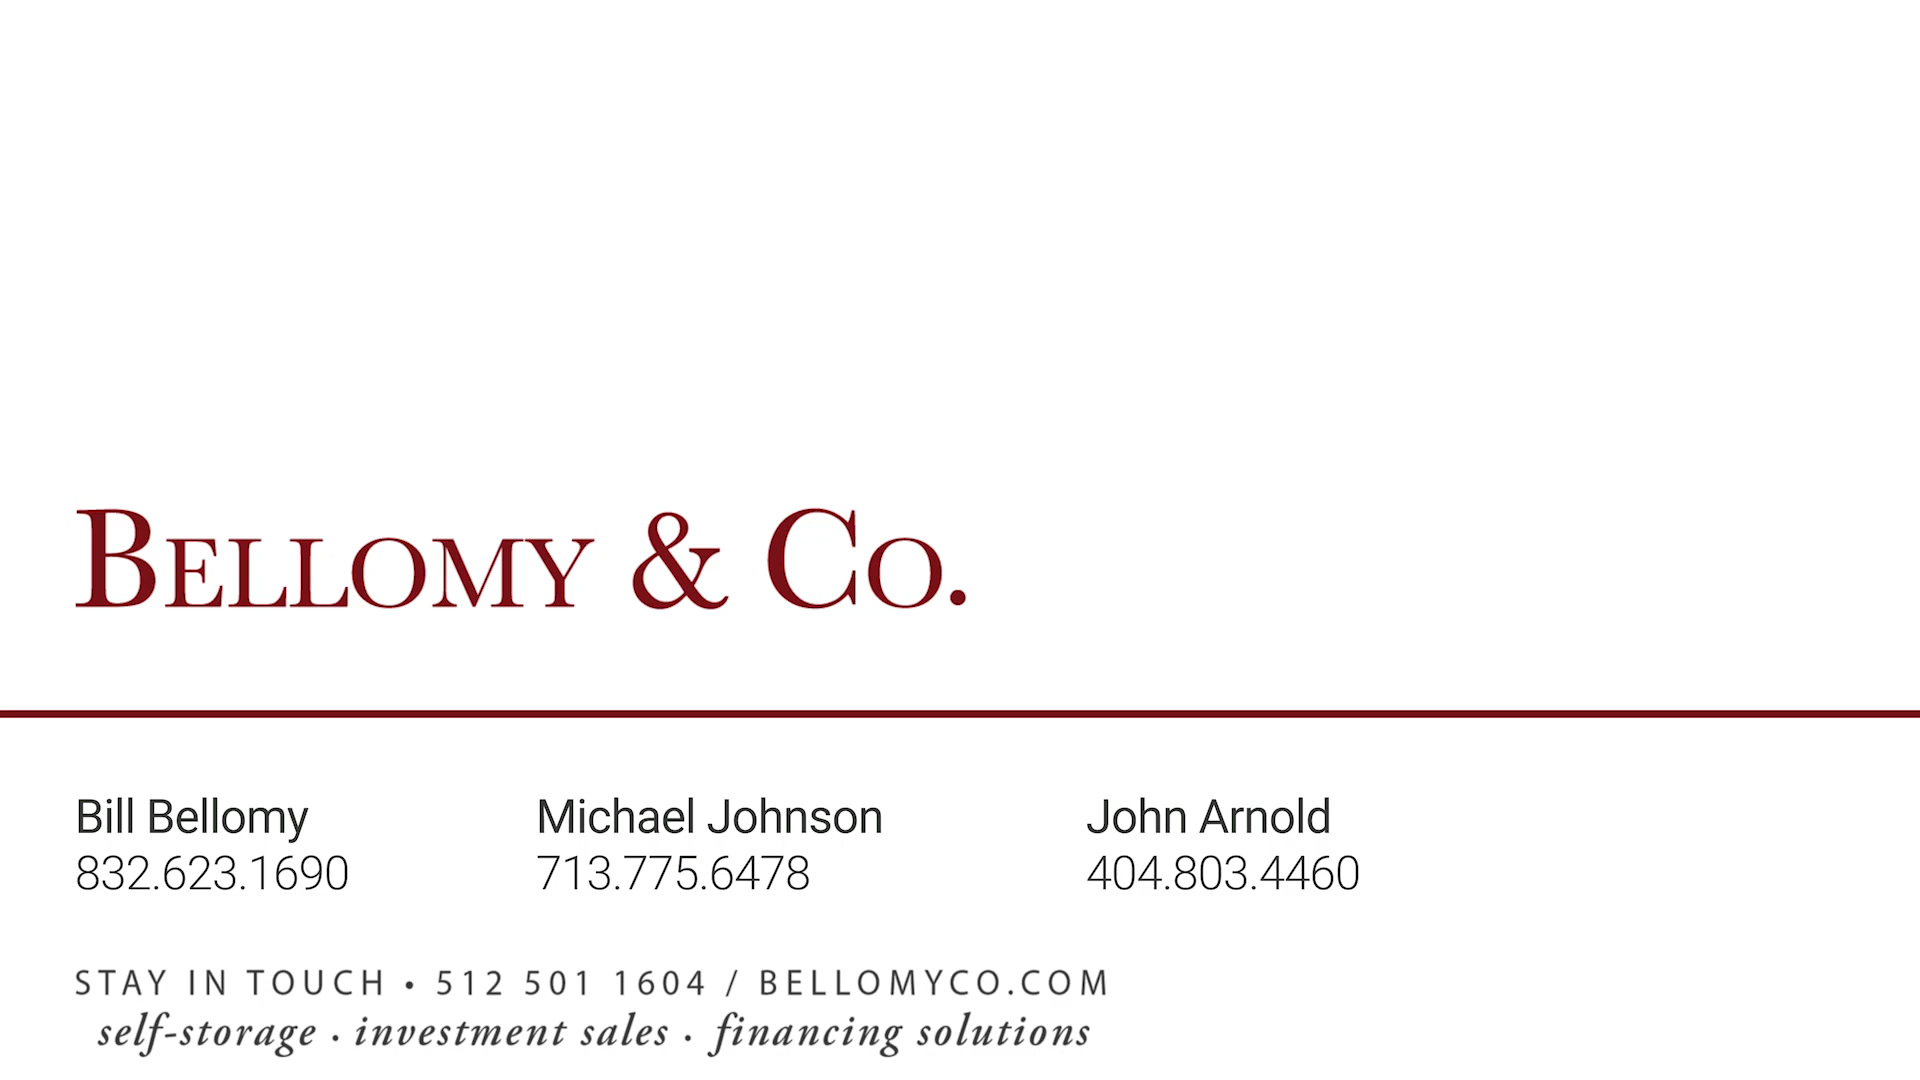 Bellomy & Co.
Bill Bellomy
832.623.1690
Michael Johnson
713.775.6478
John Arnold
404.803.4460
STAY IN TOUCH • 512 501 1604 / BELLOMYCO.COM
self-storage · investment sales · financing solutions